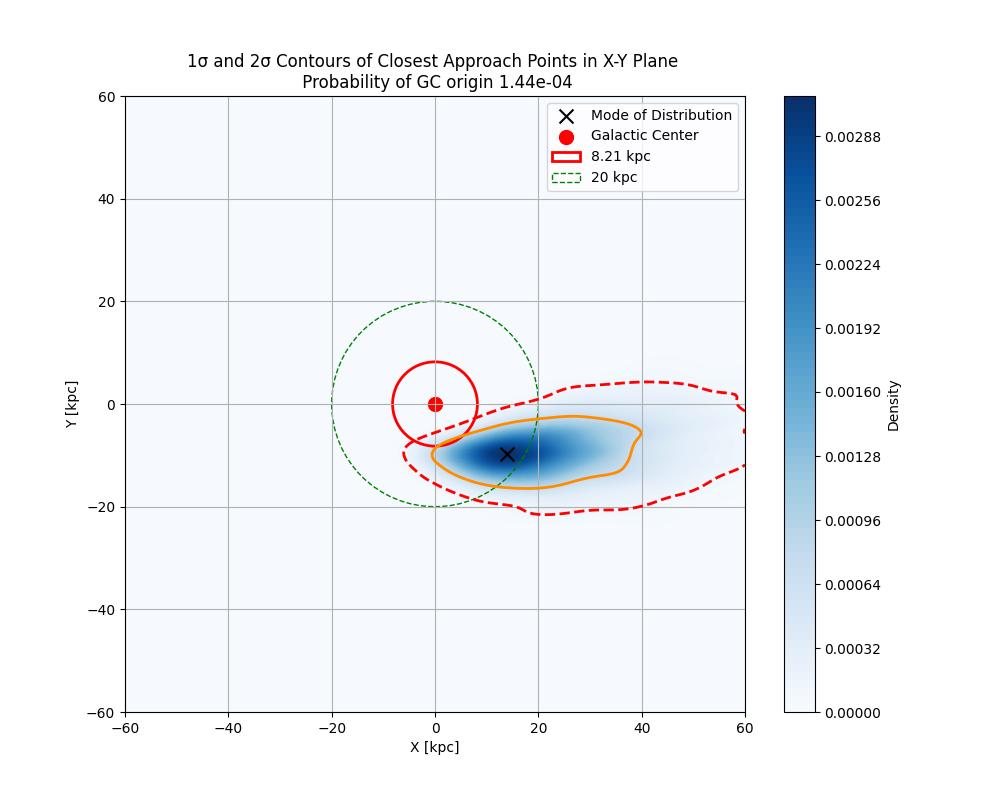 1σ and 2σ Contours of Closest Approach Points in X-Y Plane
Probability of GC origin 1.44e-04
Mode of Distribution
Galactic Center
8.21 kpc
20 kpc
60
40
20
0
−20
−40
−60
Y [kpc]
−60
−40
−20
0
20
40
60
X [kpc]
0.00288
0.00256
0.00224
0.00192
0.00160
0.00128
0.00096
0.00064
0.00032
0.00000
Density